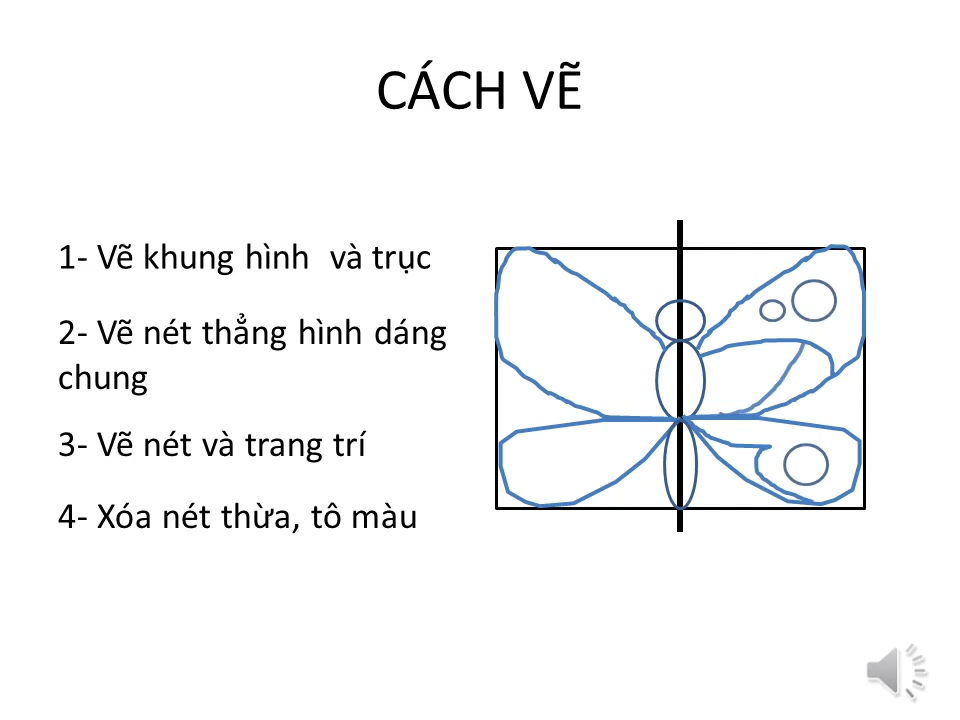 CÁCH VẼ
1- Vẽ khung hình và trục
2- Vẽ nét thẳng hình dáng
chung
3- Vẽ nét và trang trí
4- Xóa nét thừa, tô màu